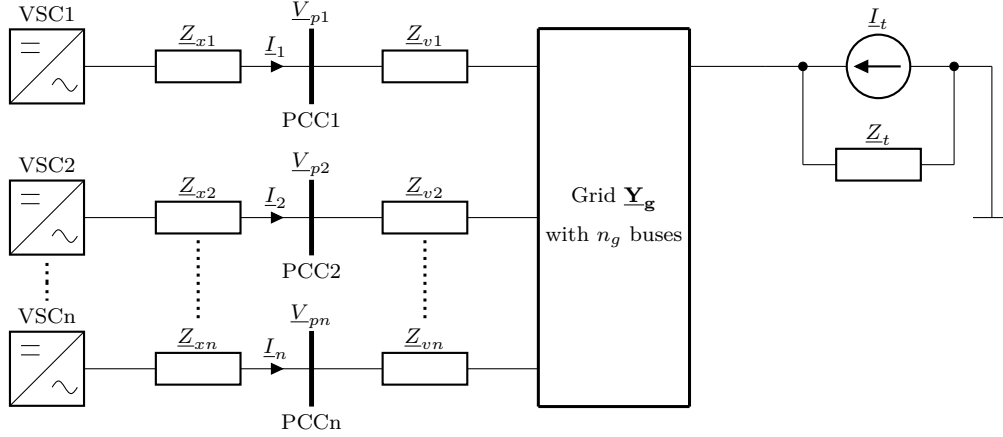 VSC1
Z_x1
I_1
V_p1
PCC1
Z_v1
I_t
Z_t
VSC2
Z_x2
I_2
V_p2
PCC2
Z_v2
Grid Y_g
with n_g buses
VSCn
Z_xn
I_n
V_pn
PCCn
Z_vn